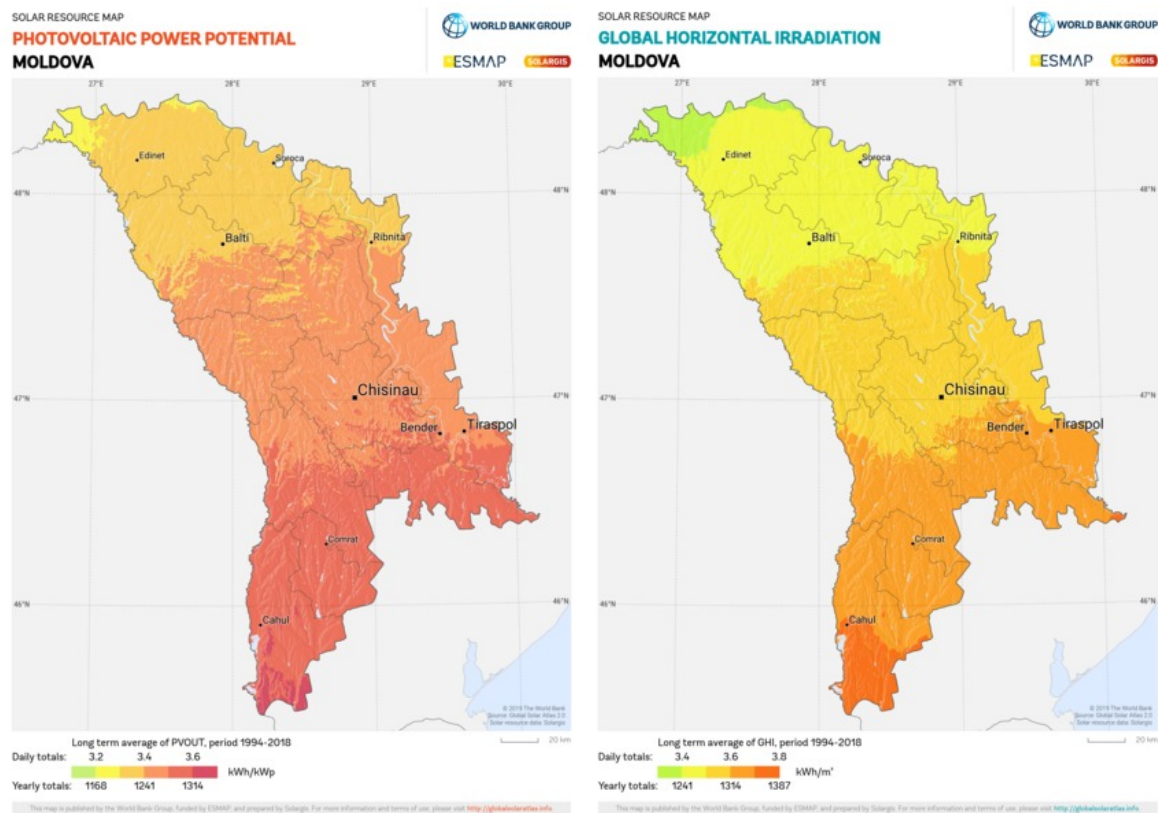 SOLAR RESOURCE MAP
PHOTOVOLTAIC POWER POTENTIAL
MOLDOVA
WORLD BANK GROUP
ESMAP
SOLARGIS
27°E
28°E
29°E
30°E
Edinet
Soroca
48°N
48°N
Balti
Ribnita
Chisinau
47°N
47°N
Bender
Tiraspol
Comrat
46°N
46°N
Cahul
© 2019 The World Bank
Source: Global Solar Atlas 2.0
Solar resource data: Solargis
Long term average of PVOUT, period 1994-2018
Daily totals: 3.2 3.4 3.6
kWh/kWp
Yearly totals: 1168 1241 1314
20 km
This map is published by the World Bank Group, funded by ESMAP, and prepared by Solargis. For more information and terms of use, please visit http://globalsolaratlas.info
SOLAR RESOURCE MAP
GLOBAL HORIZONTAL IRRADIATION
MOLDOVA
WORLD BANK GROUP
ESMAP
SOLARGIS
27°E
28°E
29°E
30°E
Edinet
Soroca
48°N
48°N
Balti
Ribnita
Chisinau
47°N
47°N
Bender
Tiraspol
Comrat
46°N
46°N
Cahul
© 2019 The World Bank
Source: Global Solar Atlas 2.0
Solar resource data: Solargis
Long term average of GHI, period 1994-2018
Daily totals: 3.4 3.6 3.8
kWh/m²
Yearly totals: 1241 1314 1387
20 km
This map is published by the World Bank Group, funded by ESMAP, and prepared by Solargis. For more information and terms of use, please visit http://globalsolaratlas.info